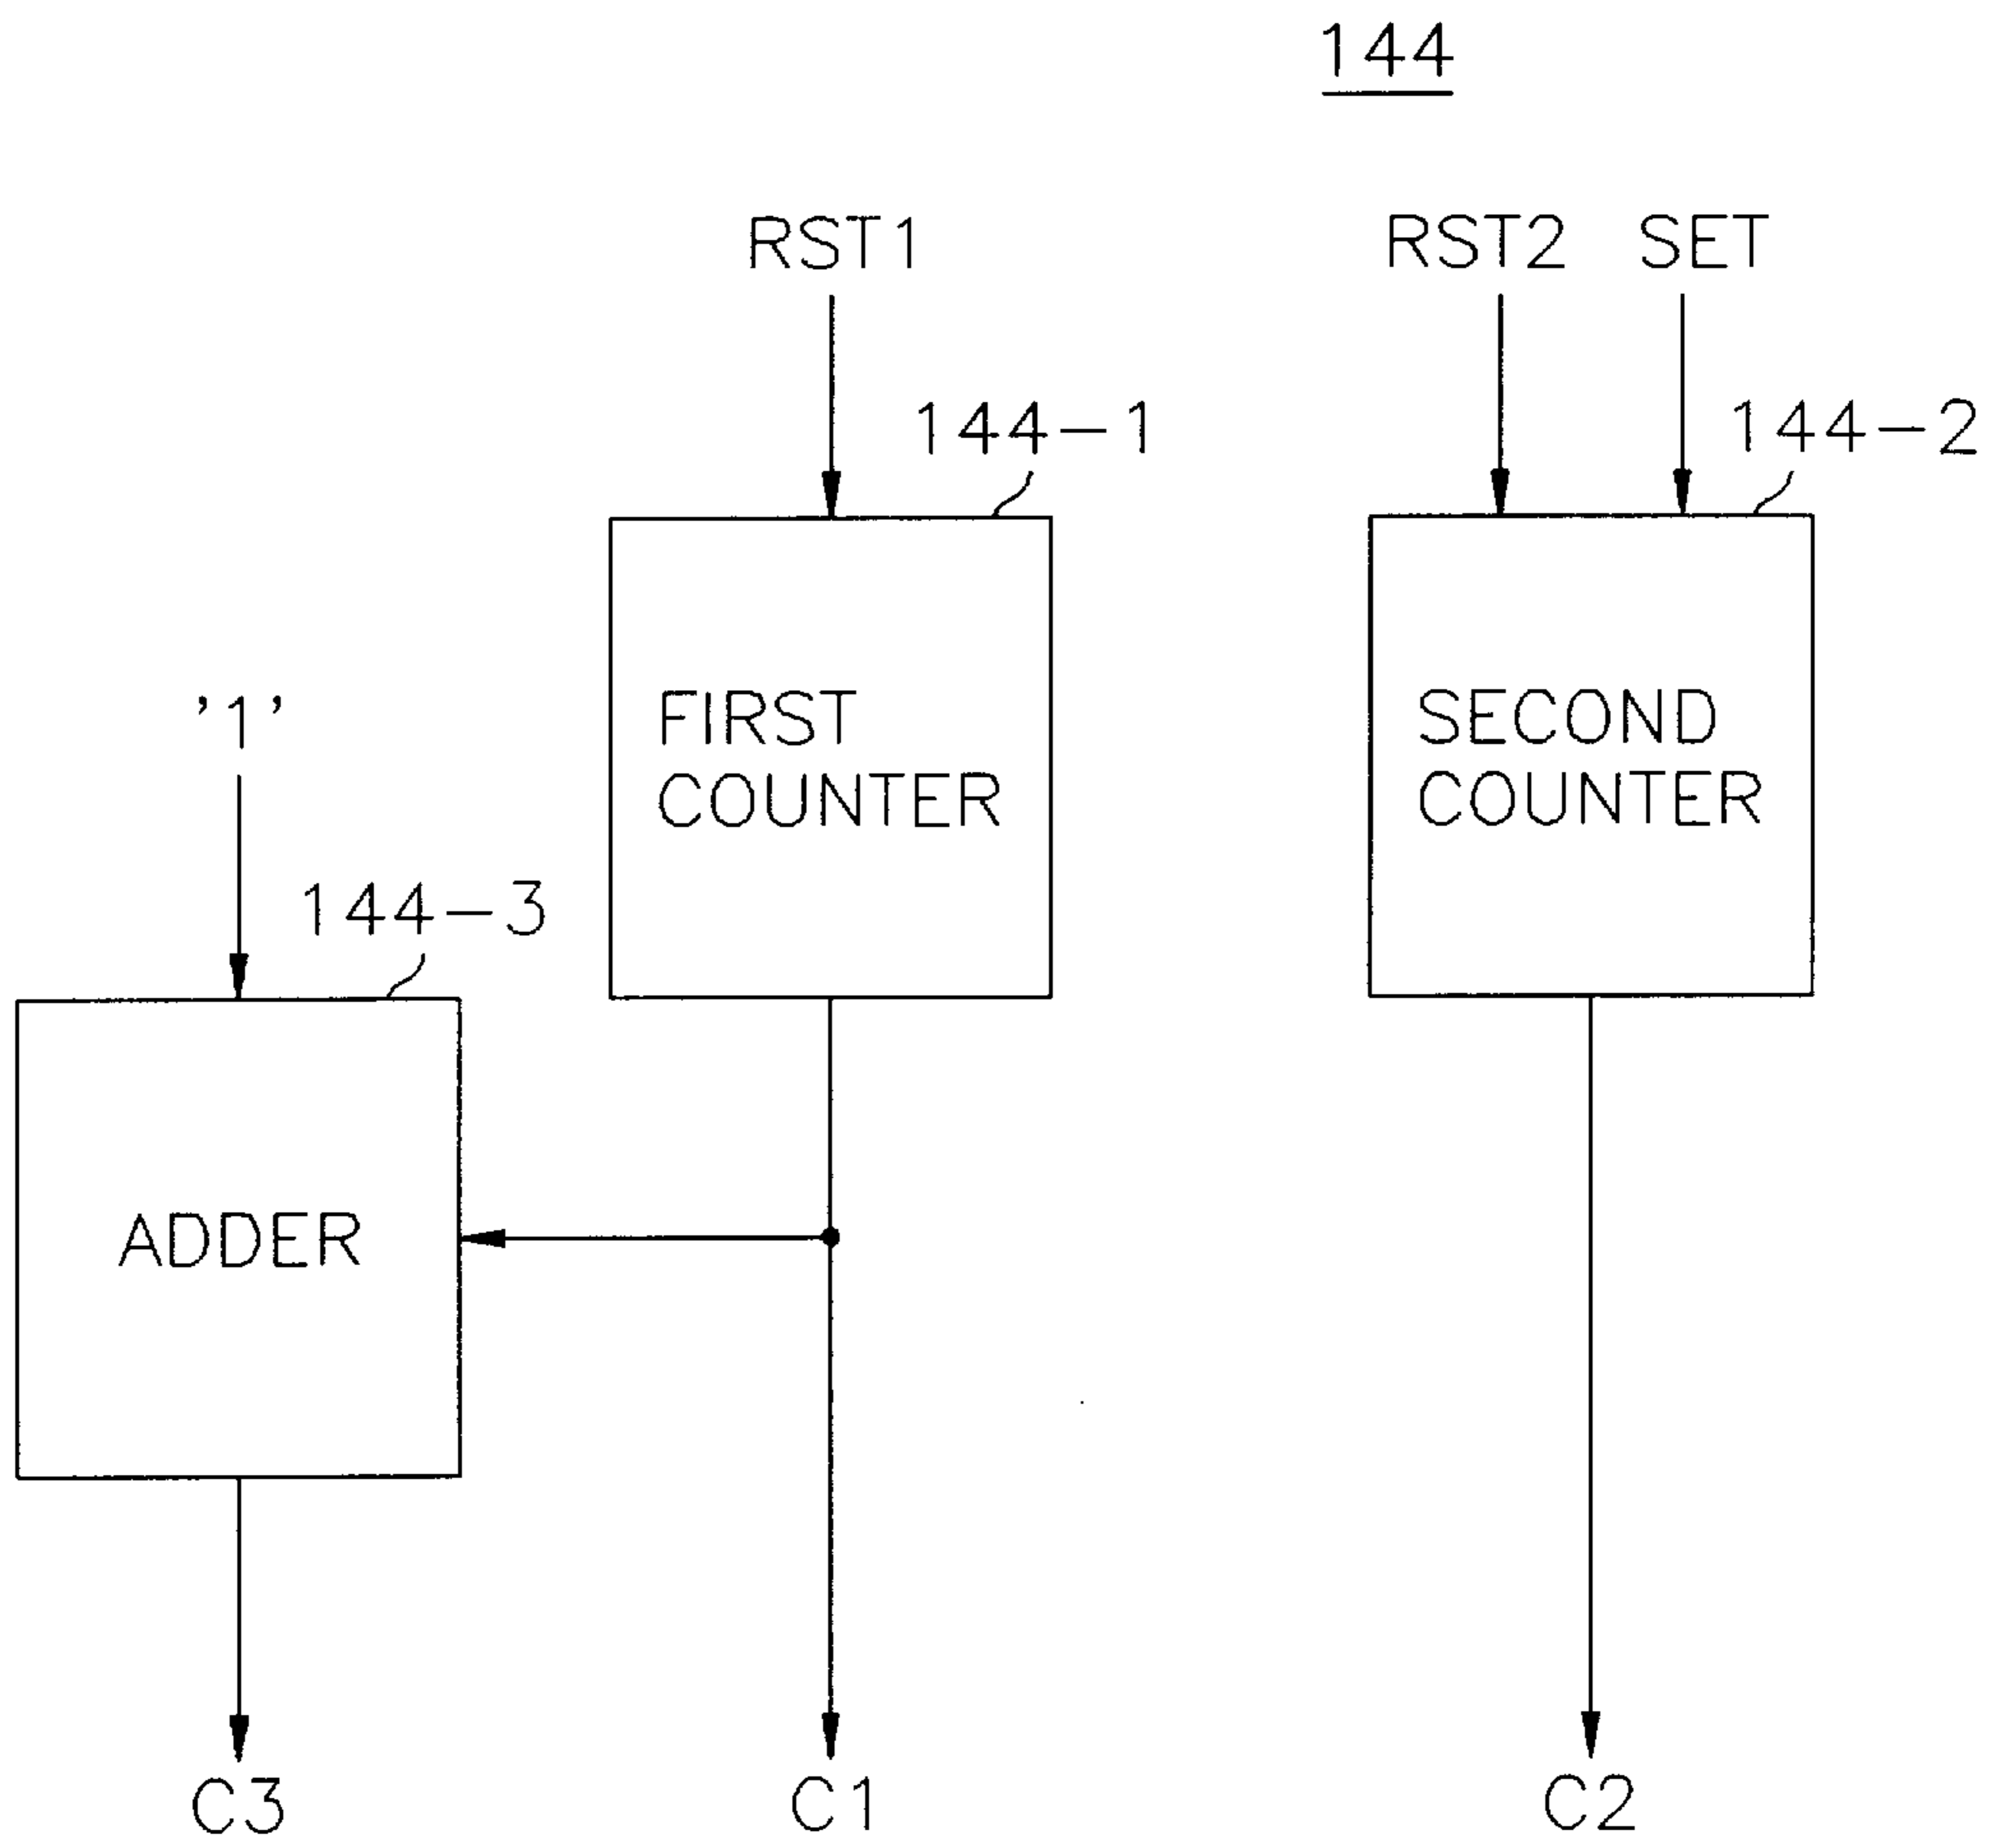 144
RST1
RST2 SET
144-1
144-2
'1'
FIRST
COUNTER
SECOND
COUNTER
144-3
ADDER
C3
C1
C2